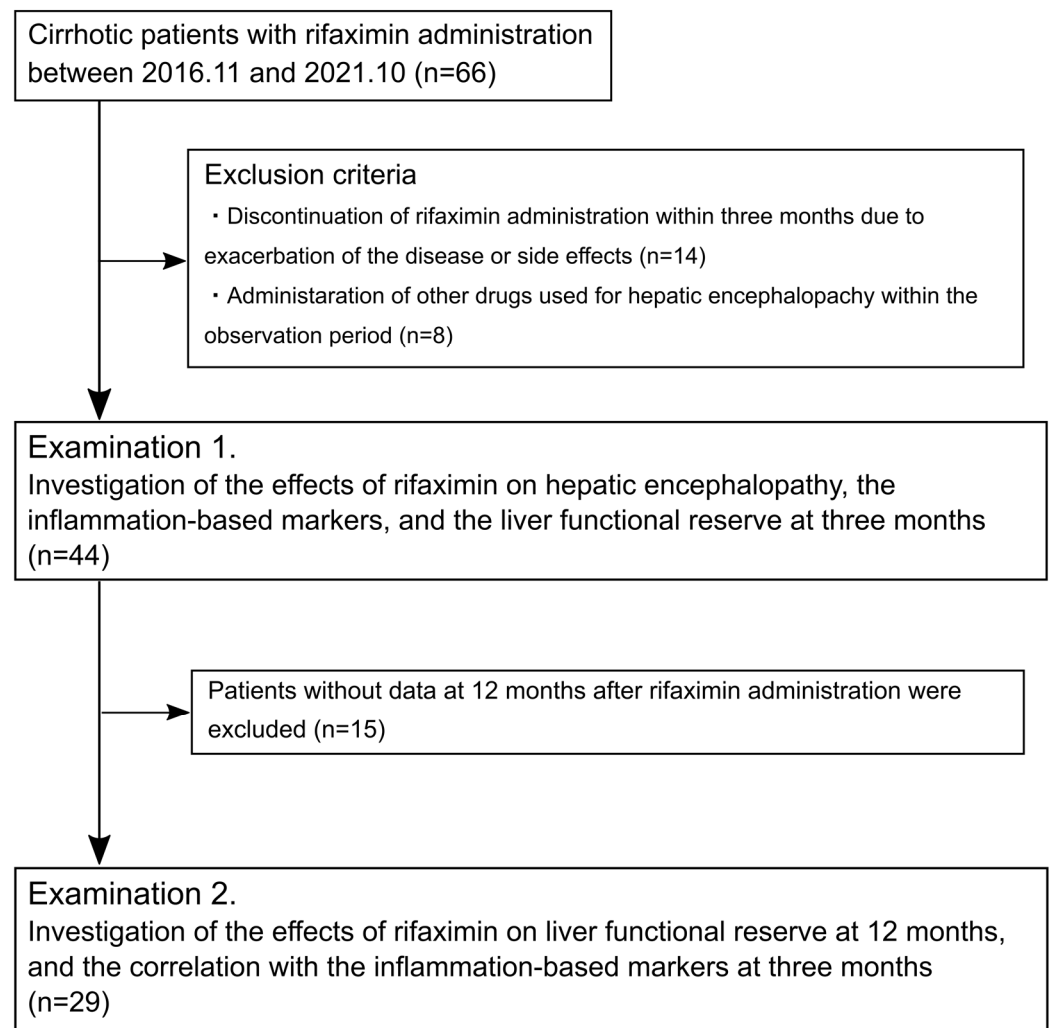 Cirrhotic patients with rifaximin administration
between 2016.11 and 2021.10 (n=66)
Exclusion criteria
・Discontinuation of rifaximin administration within three months due to
exacerbation of the disease or side effects (n=14)
・Administaration of other drugs used for hepatic encephalopachy within the
observation period (n=8)
Examination 1.
Investigation of the effects of rifaximin on hepatic encephalopathy, the
inflammation-based markers, and the liver functional reserve at three months
(n=44)
Patients without data at 12 months after rifaximin administration were
excluded (n=15)
Examination 2.
Investigation of the effects of rifaximin on liver functional reserve at 12 months,
and the correlation with the inflammation-based markers at three months
(n=29)